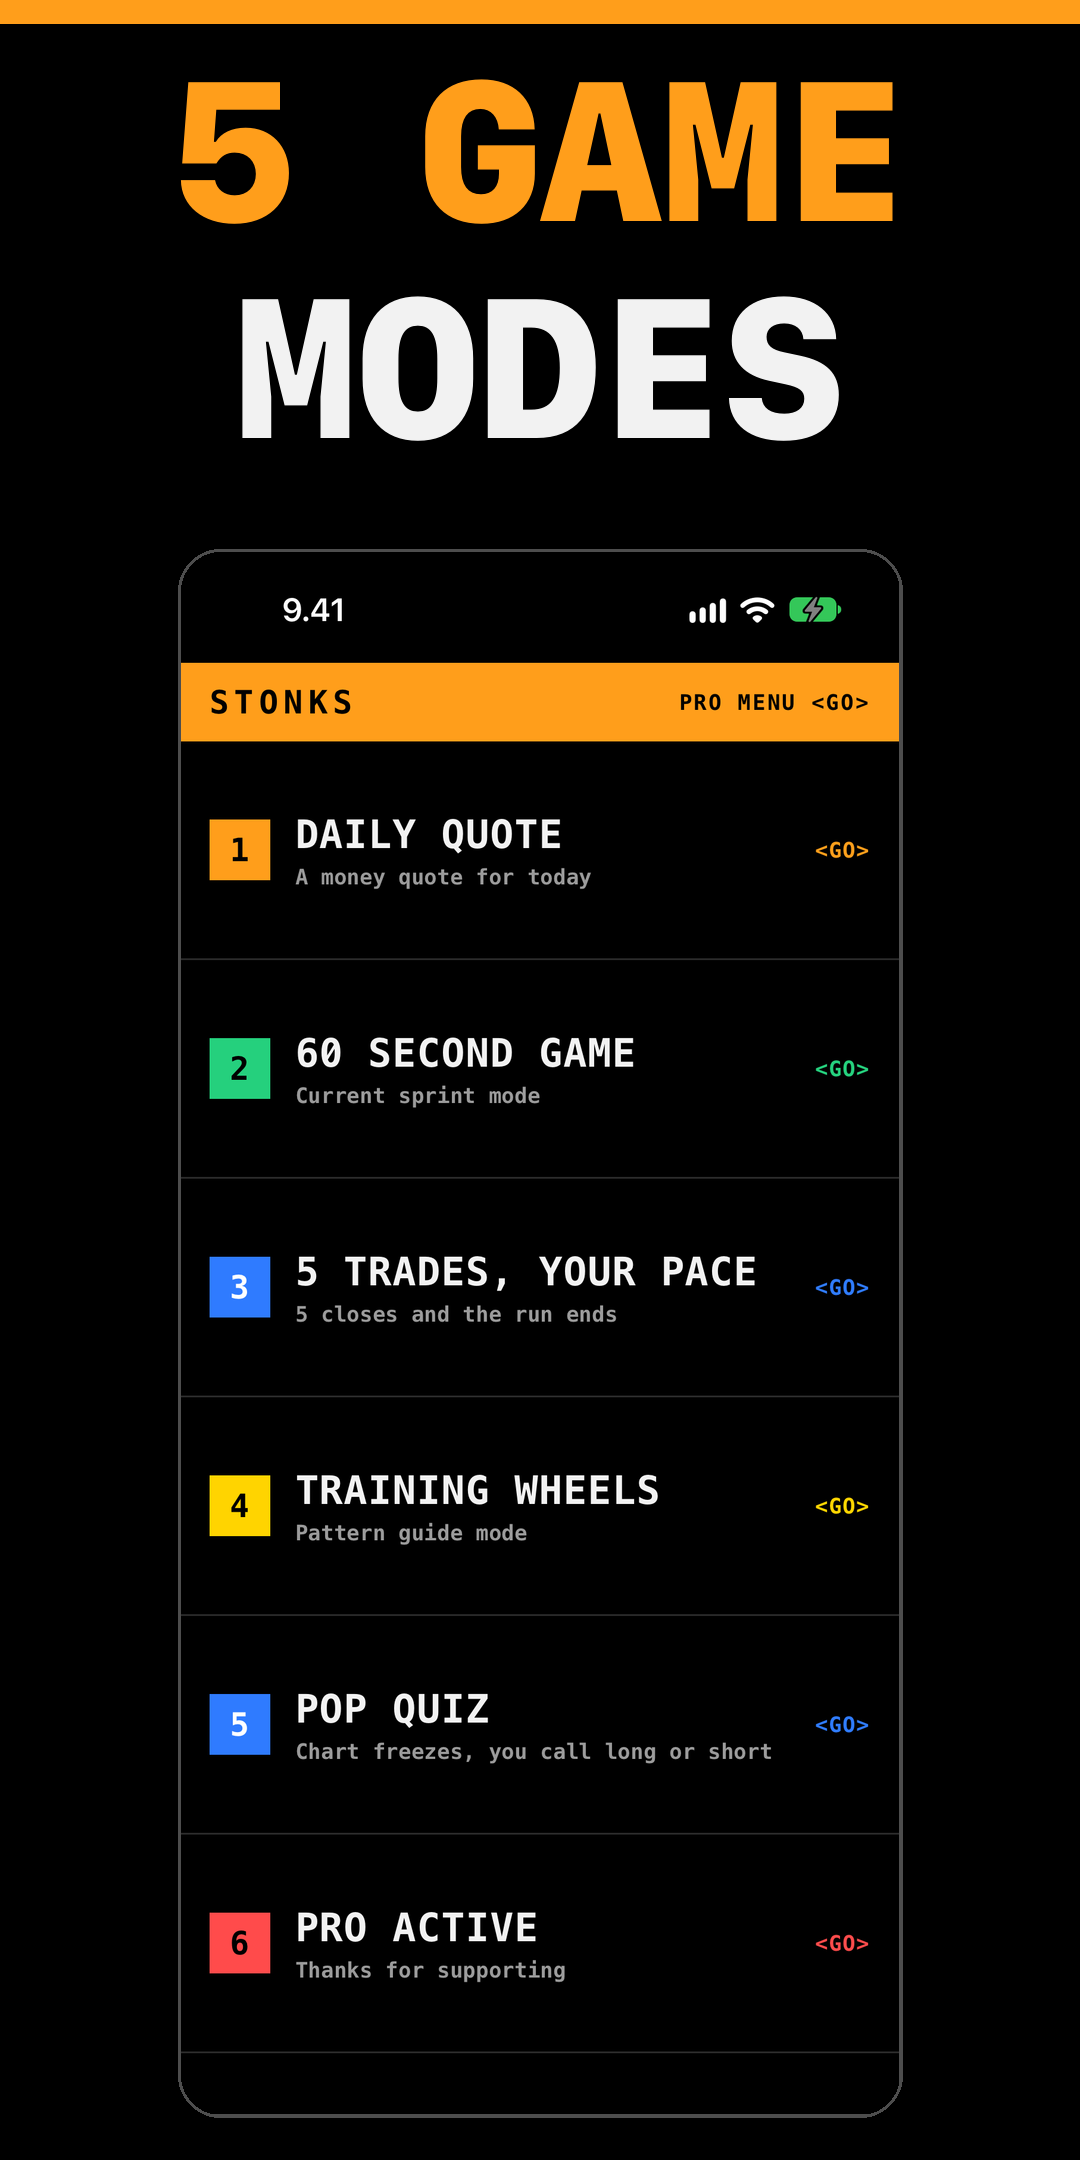 5 GAME
MODES
9.41
STONKS
PRO MENU <GO>
1
DAILY QUOTE
A money quote for today
<GO>
2
60 SECOND GAME
Current sprint mode
<GO>
3
5 TRADES, YOUR PACE
5 closes and the run ends
<GO>
4
TRAINING WHEELS
Pattern guide mode
<GO>
5
POP QUIZ
Chart freezes, you call long or short
<GO>
6
PRO ACTIVE
Thanks for supporting
<GO>